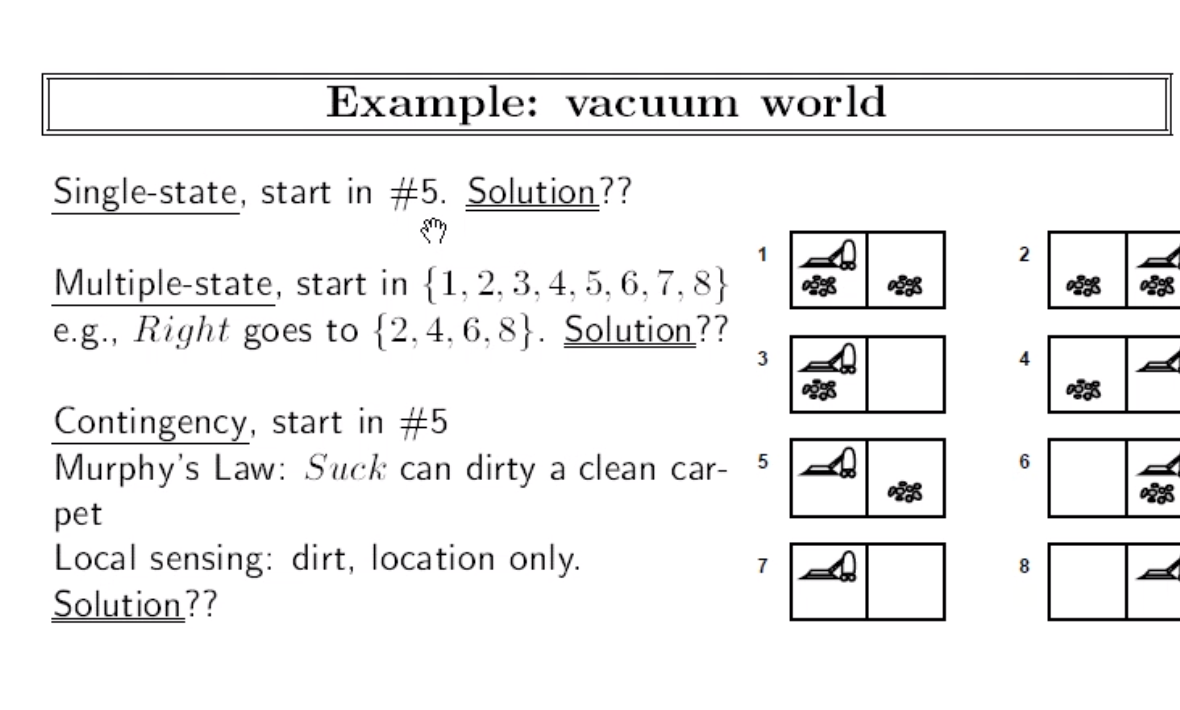 Example: vacuum world
Single-state, start in #5. Solution??
Multiple-state, start in {1, 2, 3, 4, 5, 6, 7, 8}
e.g., Right goes to {2, 4, 6, 8}. Solution??
Contingency, start in #5
Murphy's Law: Suck can dirty a clean car-
pet
Local sensing: dirt, location only.
Solution??
1
2
3
4
5
6
7
8